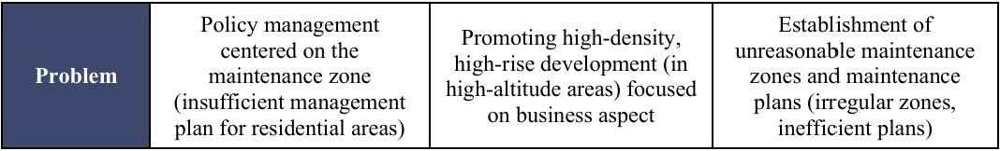 Problem
Policy management
centered on the
maintenance zone
(insufficient management
plan for residential areas)
Promoting high-density,
high-rise development (in
high-altitude areas) focused
on business aspect
Establishment of
unreasonable maintenance
zones and maintenance
plans (irregular zones,
inefficient plans)